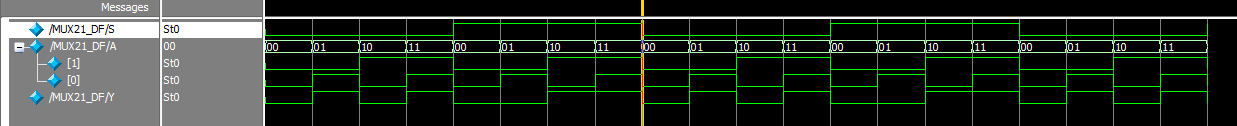 Messages
/MUX21_DF/S St0
/MUX21_DF/A 00 00 01 10 11 00 01 10 11 00 01 10 11 00 01 10 11 00 01 10 11
[1] St0
[0] St0
/MUX21_DF/Y St0